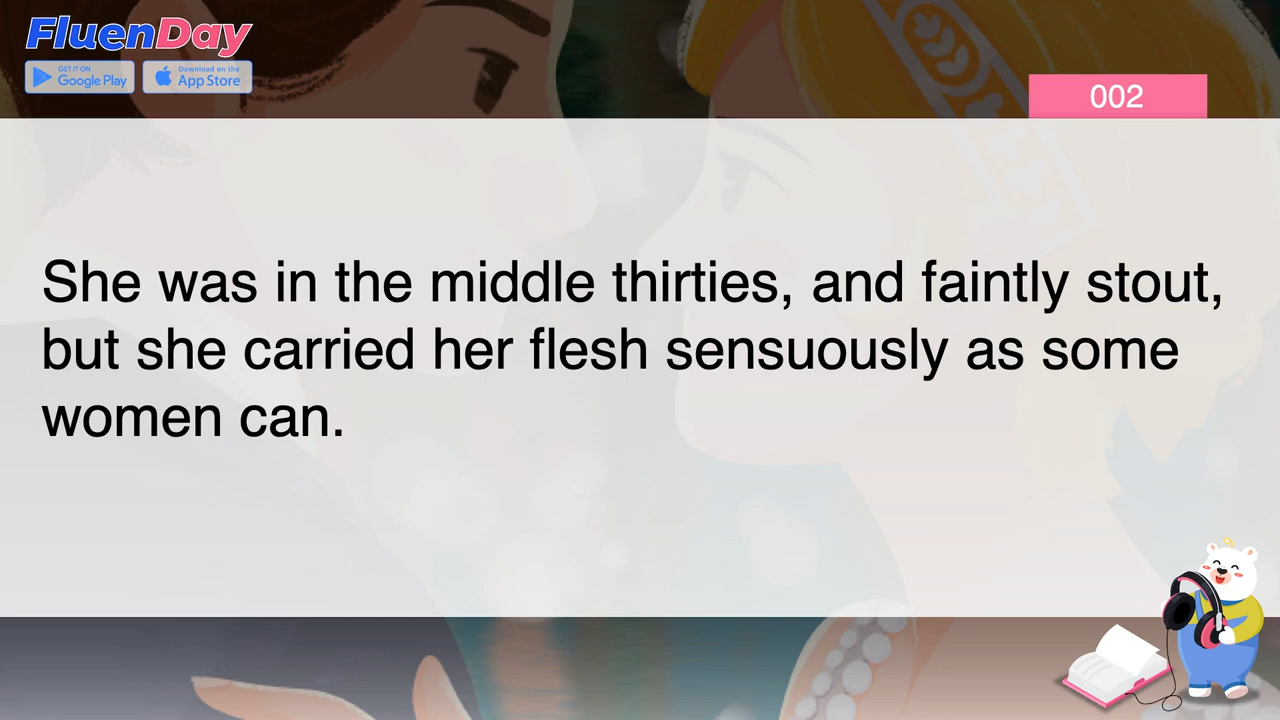 FluenDay
GET IT ON
Google Play
Download on the
App Store
002
She was in the middle thirties, and faintly stout,
but she carried her flesh sensuously as some
women can.